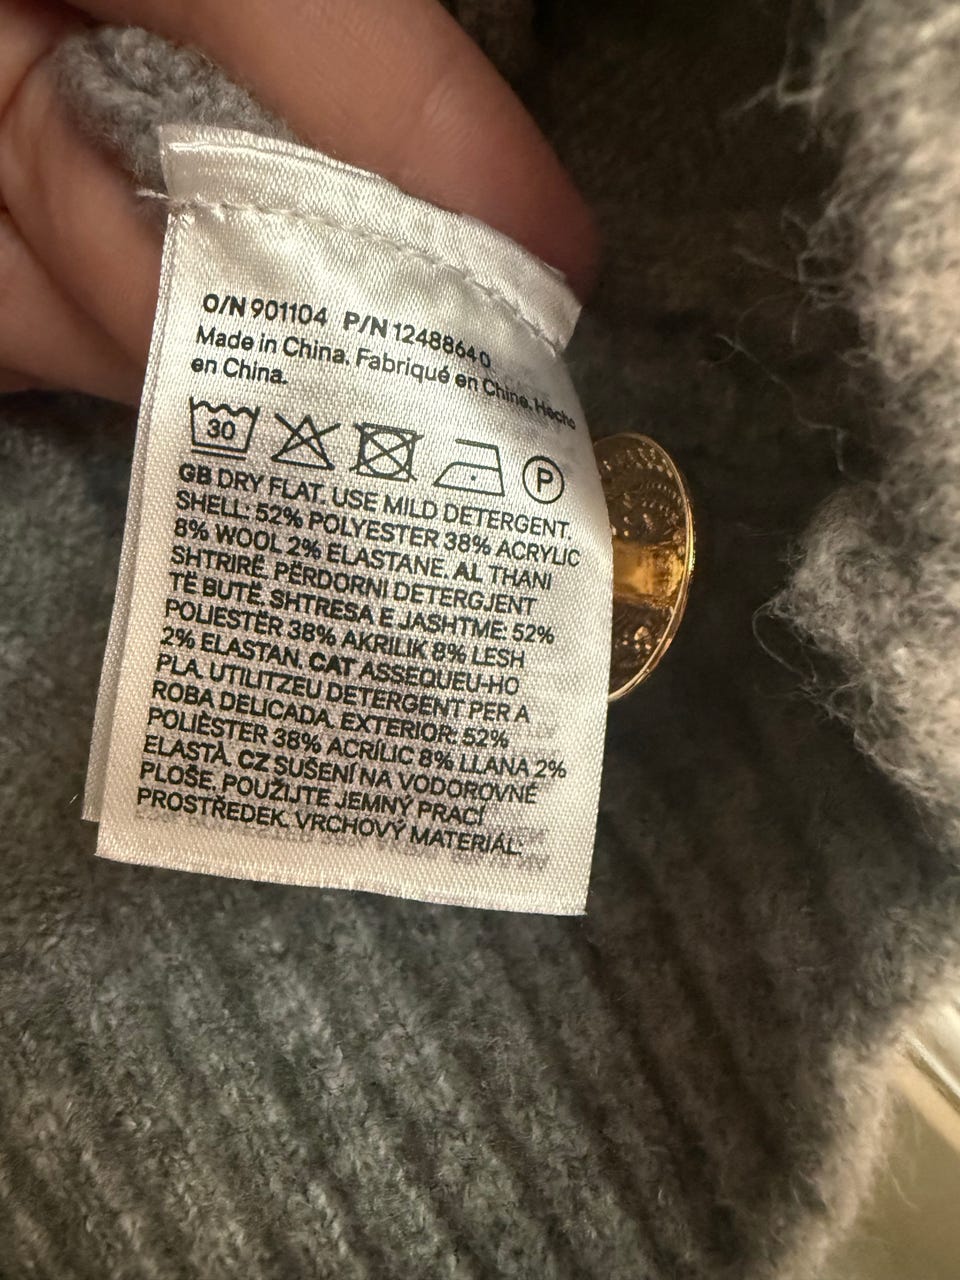 O/N 901104 P/N 1248864 0
Made in China. Fabriqué en Chine. Hecho
en China.
30
P
GB DRY FLAT. USE MILD DETERGENT.
SHELL: 52% POLYESTER 38% ACRYLIC
8% WOOL 2% ELASTANE. AL THANI
SHTRIRË. PËRDORNI DETERGJENT
TË BUTË. SHTRESA E JASHTME: 52%
POLIESTËR 38% AKRILIK 8% LESH
2% ELASTAN. CAT ASSEQUEU-HO
PLA. UTILITZEU DETERGENT PER A
ROBA DELICADA. EXTERIOR: 52%
POLIÈSTER 38% ACRÍLIC 8% LLANA 2%
ELASTÀ. CZ SUŠENÍ NA VODOROVNÉ
PLOŠE. POUŽIJTE JEMNÝ PRACÍ
PROSTŘEDEK. VRCHOVÝ MATERIÁL: